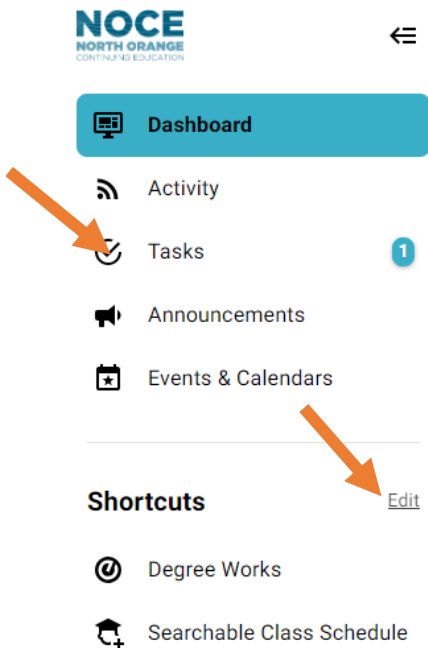 NOCE
NORTH ORANGE
CONTINUING EDUCATION
Dashboard
Activity
Tasks 1
Announcements
Events & Calendars
Shortcuts Edit
Degree Works
Searchable Class Schedule